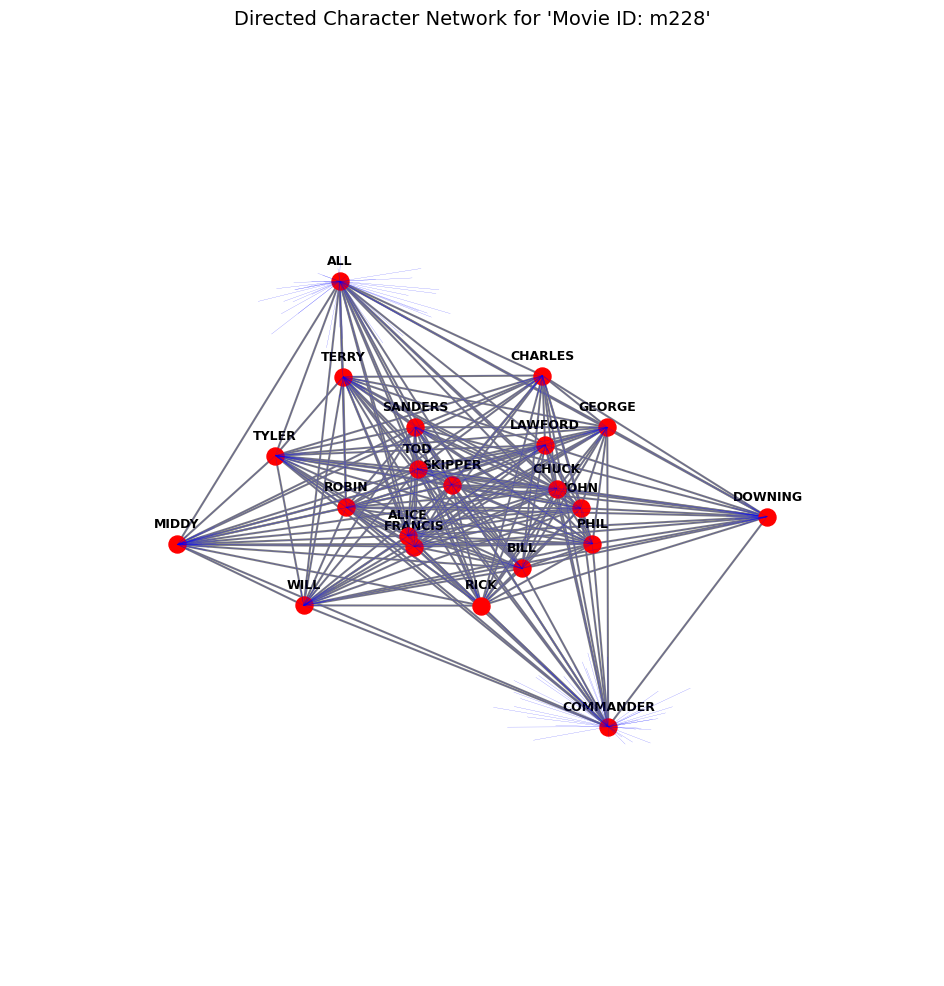 Directed Character Network for 'Movie ID: m228'
ALL
TERRY
CHARLES
SANDERS
GEORGE
LAWFORD
TYLER
TOD
SKIPPER
CHUCK
ROBIN
JOHN
DOWNING
ALICE
MIDDY
FRANCIS
PHIL
BILL
WILL
RICK
COMMANDER